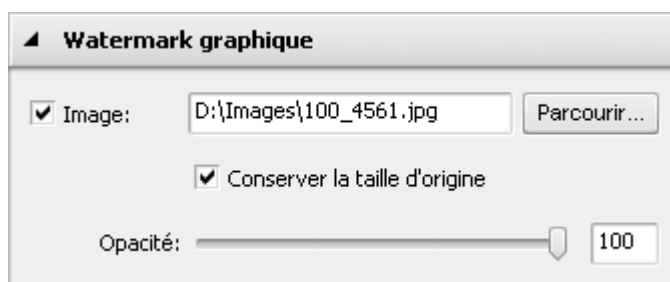 Watermark graphique
Image: D:\Images\100_4561.jpg Parcourir...
Conserver la taille d'origine
Opacité: 100